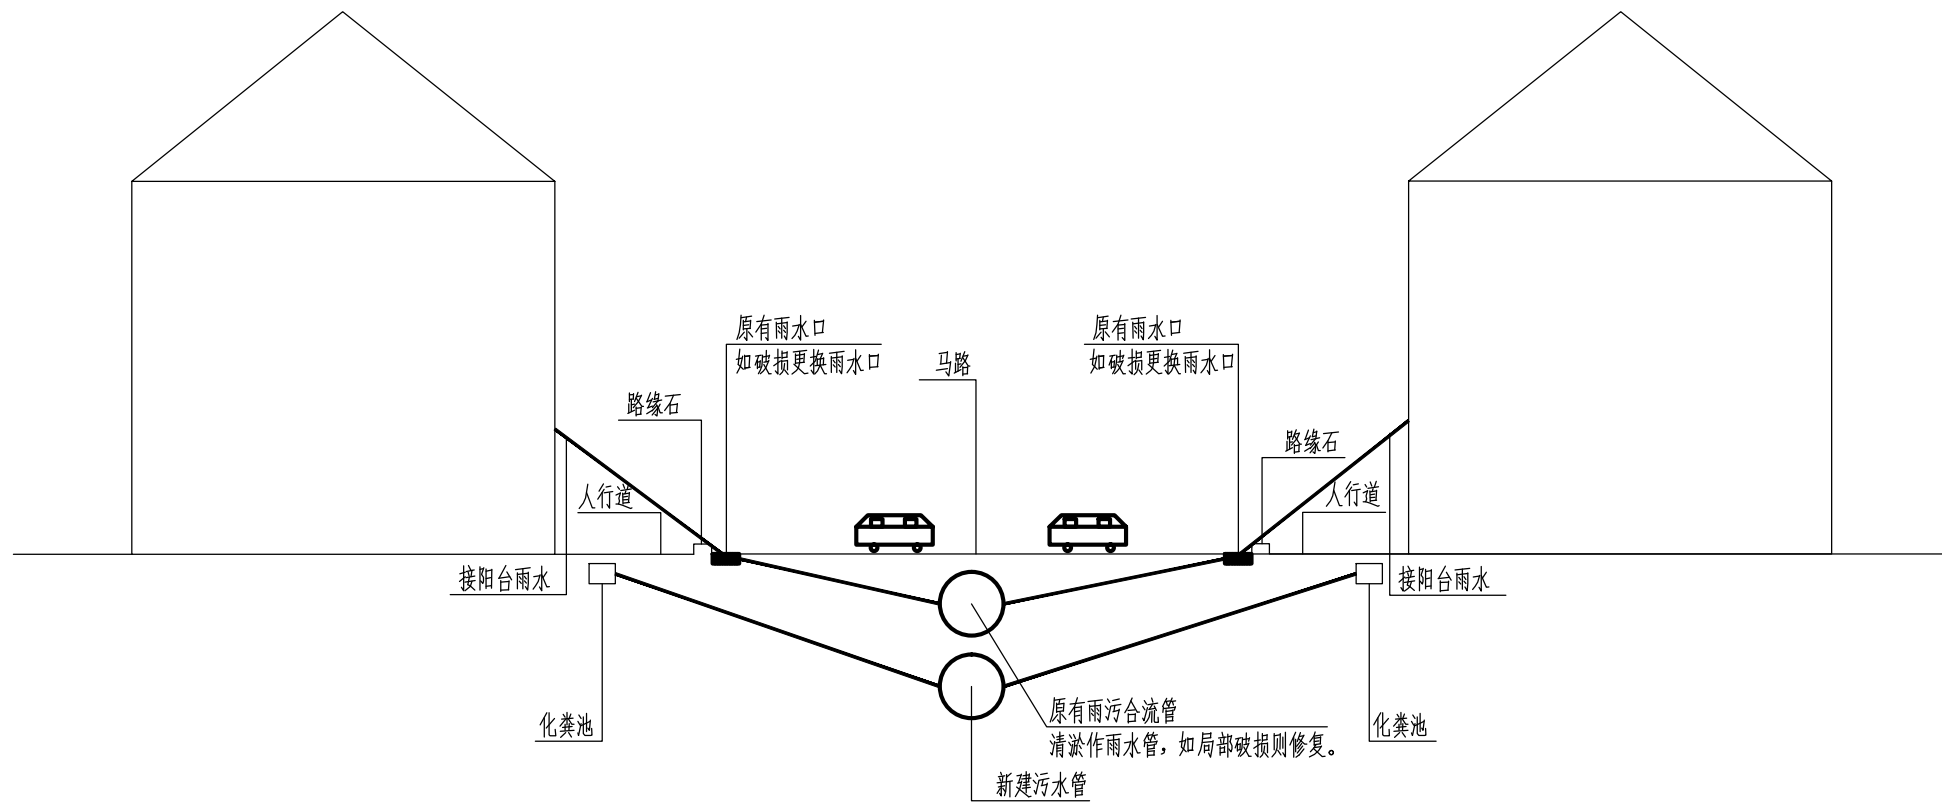 原有雨水口
如破损更换雨水口
原有雨水口
如破损更换雨水口
马路
路缘石
路缘石
人行道
人行道
接阳台雨水
接阳台雨水
化粪池
原有雨污合流管
清淤作雨水管，如局部破损则修复。
化粪池
新建污水管